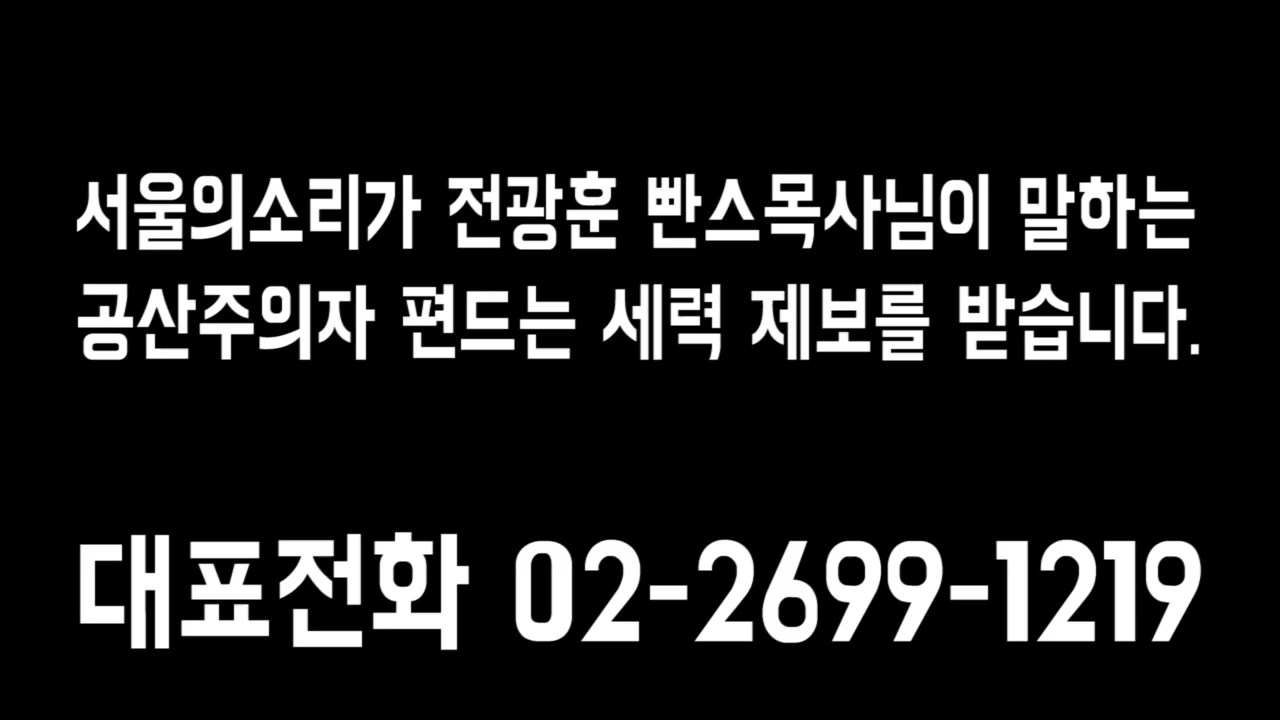 서울의소리가 전광훈 빤스목사님이 말하는
공산주의자 편드는 세력 제보를 받습니다.
대표전화 02-2699-1219